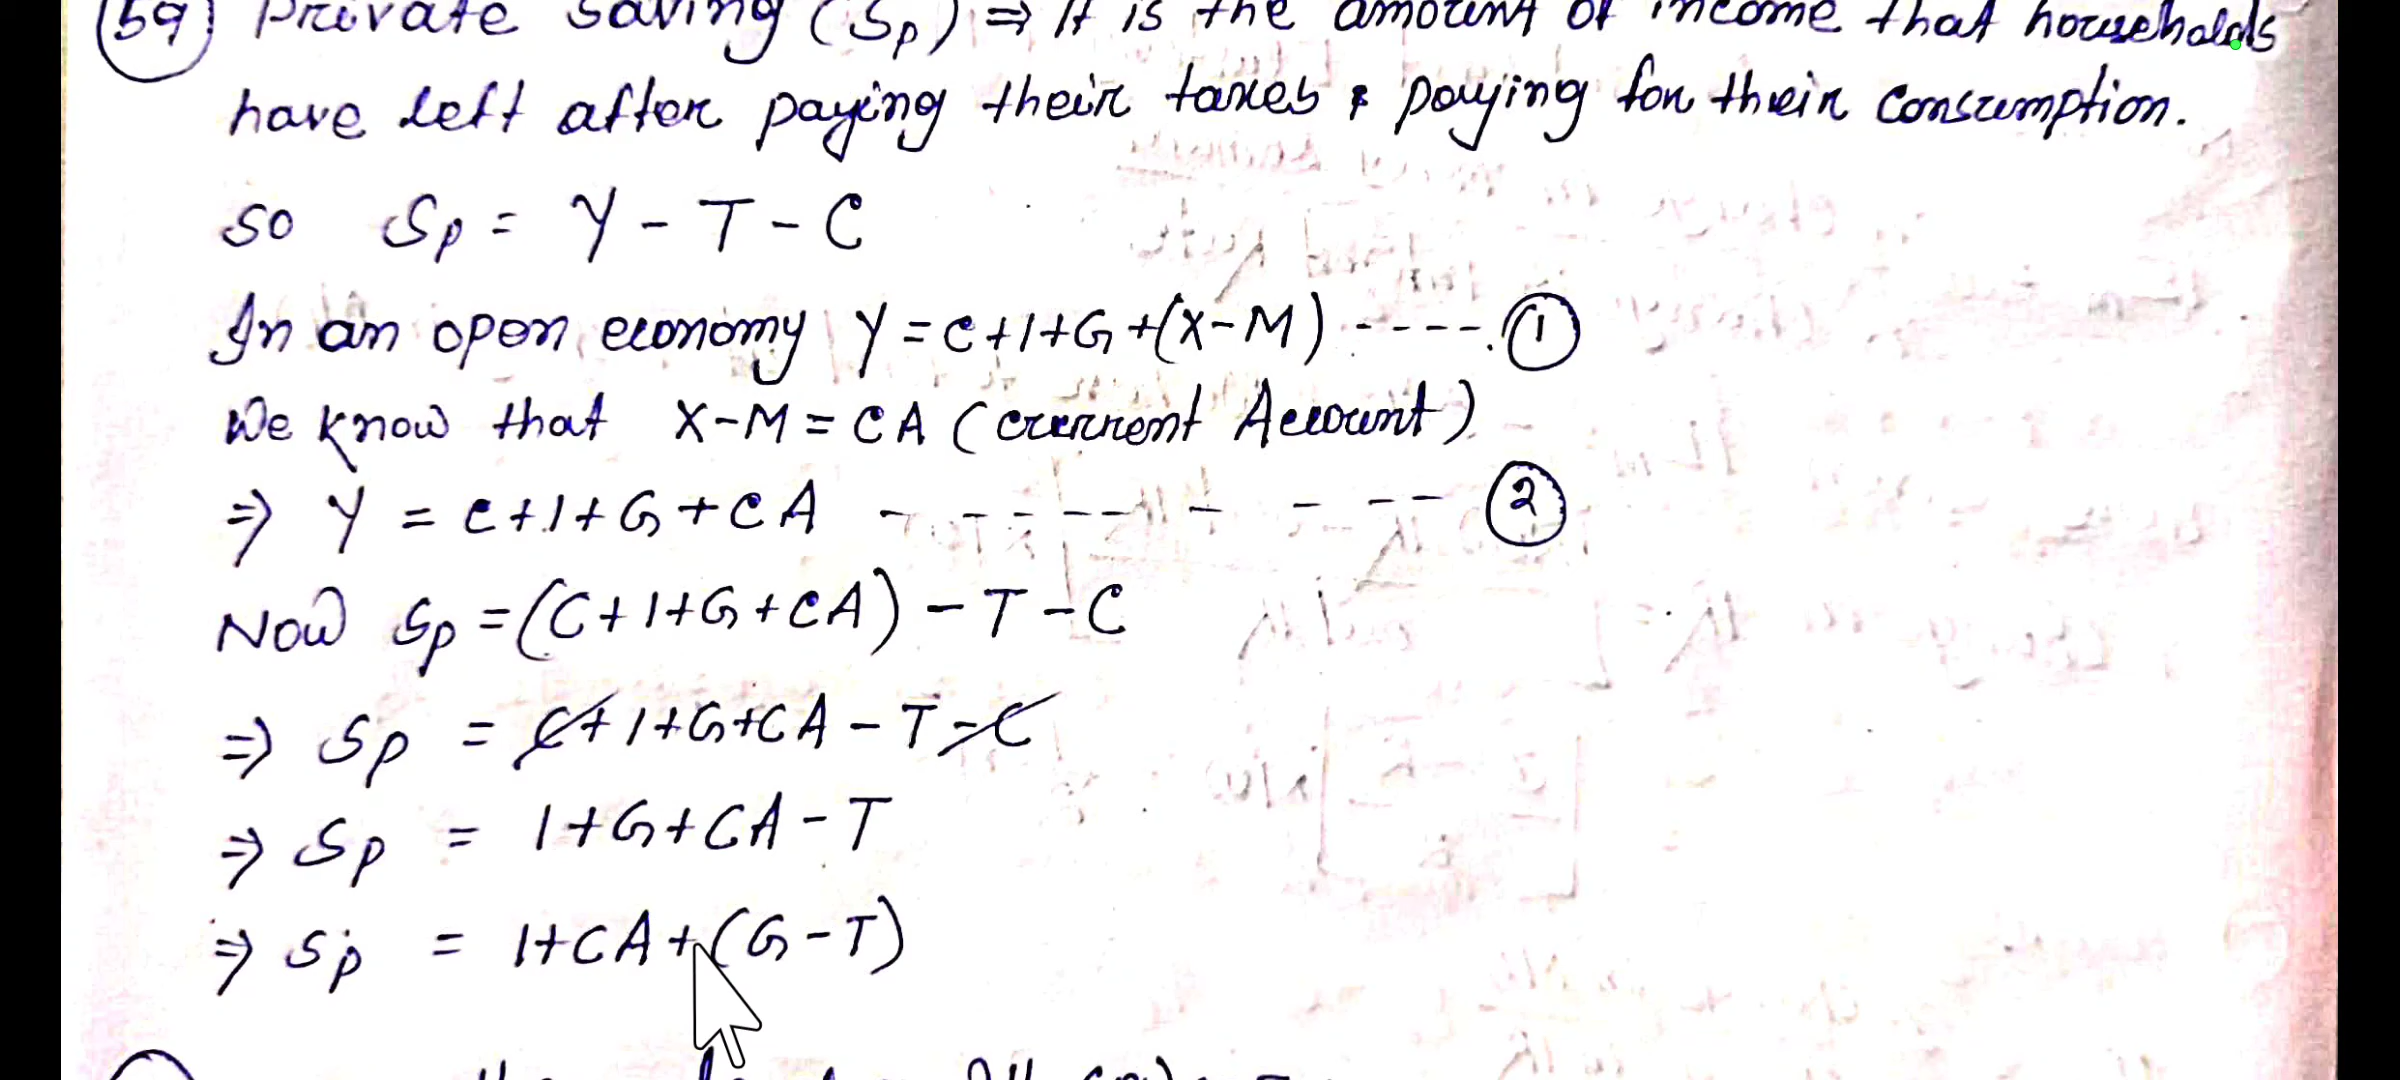 59) Private saving (Sp) ⇒ It is the amount of income that households
have left after paying their taxes & paying for their consumption.
so Sp = Y - T - C
In an open economy Y = C+I+G+(X-M) ----- ①
We know that X-M = CA (current Account)
⇒ Y = C+I+G+CA - - - - - - - - - - ②
Now Sp = (C+I+G+CA) - T - C
⇒ Sp = C+I+G+CA - T - C
⇒ Sp = I+G+CA - T
⇒ Sp = I+CA+(G-T)